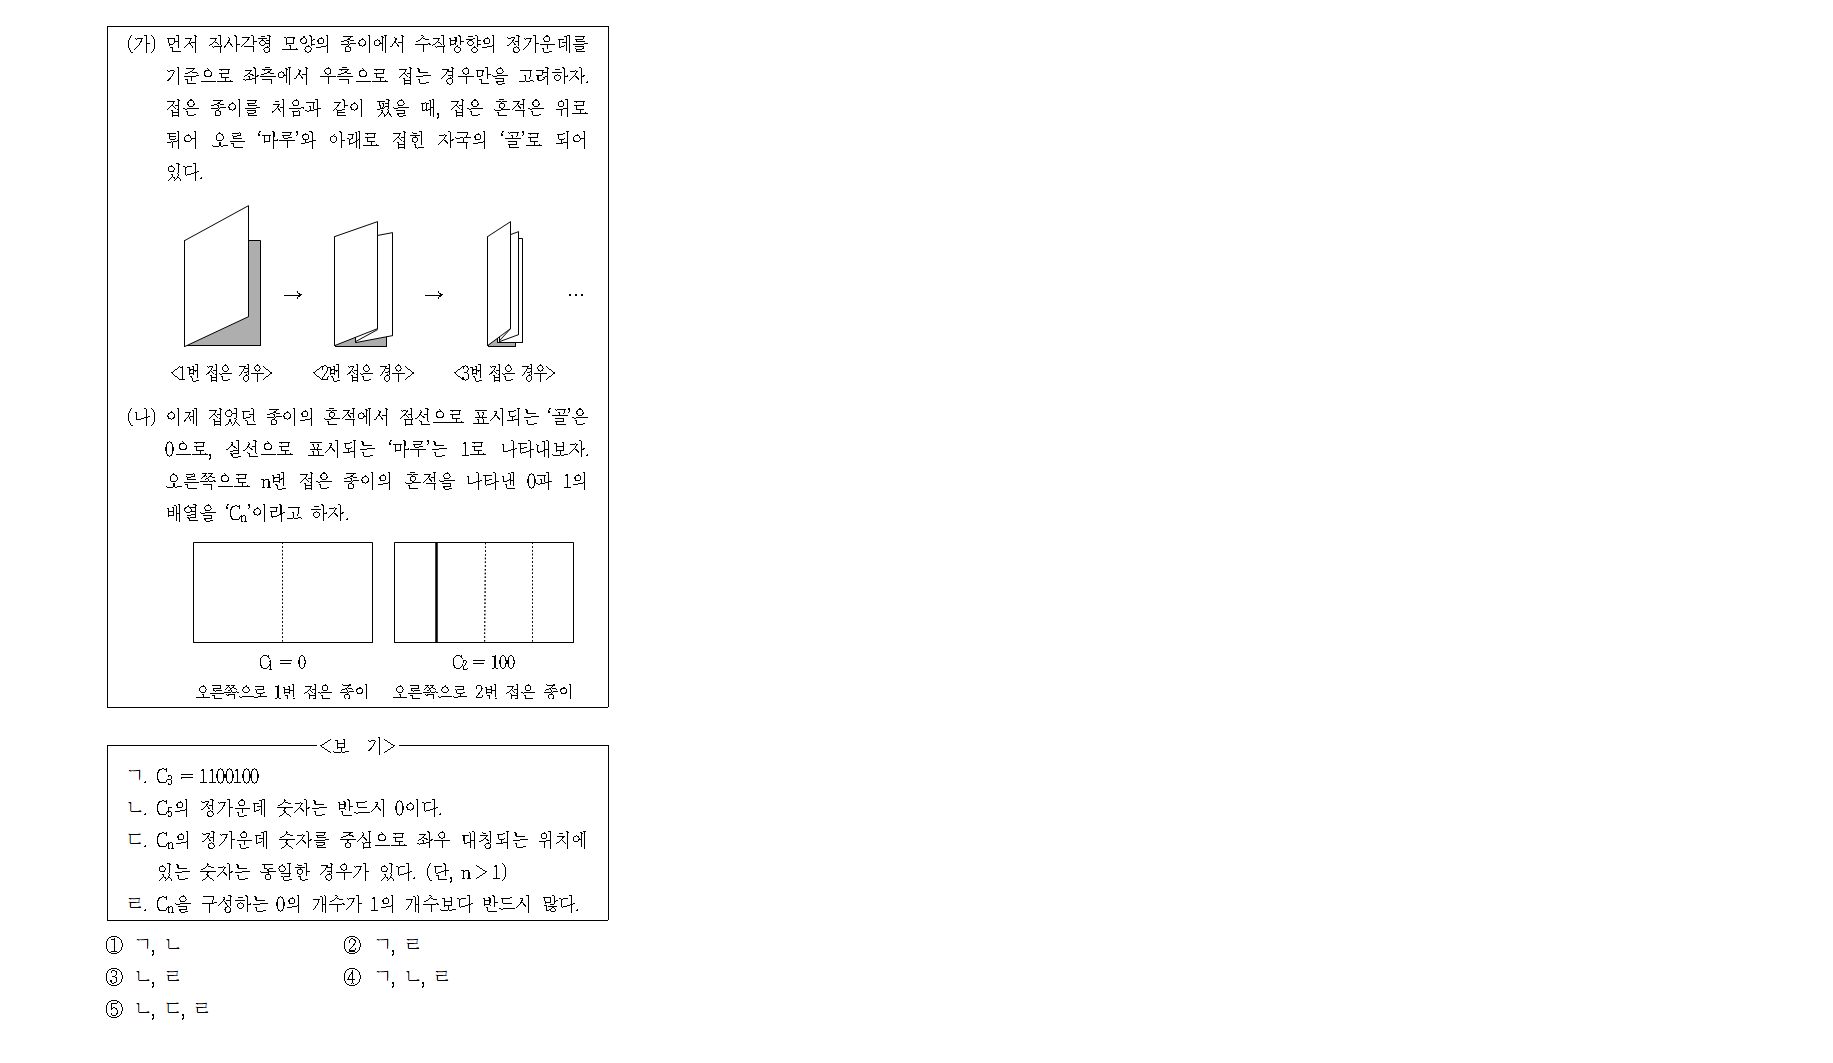 (가) 먼저 직사각형 모양의 종이에서 수직방향의 정가운데를
기준으로 좌측에서 우측으로 접는 경우만을 고려하자.
접은 종이를 처음과 같이 폈을 때, 접은 흔적은 위로
튀어 오른 ‘마루’와 아래로 접힌 자국의 ‘골’로 되어
있다.
→ → …
<1번 접은 경우> <2번 접은 경우> <3번 접은 경우>
(나) 이제 접었던 종이의 흔적에서 점선으로 표시되는 ‘골’은
0으로, 실선으로 표시되는 ‘마루’는 1로 나타내보자.
오른쪽으로 n번 접은 종이의 흔적을 나타낸 0과 1의
배열을 ‘Cn’이라고 하자.
C1 = 0 C2 = 100
오른쪽으로 1번 접은 종이 오른쪽으로 2번 접은 종이
<보 기>
ㄱ. C3 = 1100100
ㄴ. C5의 정가운데 숫자는 반드시 0이다.
ㄷ. Cn의 정가운데 숫자를 중심으로 좌우 대칭되는 위치에
있는 숫자는 동일한 경우가 있다. (단, n > 1)
ㄹ. Cn을 구성하는 0의 개수가 1의 개수보다 반드시 많다.
① ㄱ, ㄴ ② ㄱ, ㄹ
③ ㄴ, ㄹ ④ ㄱ, ㄴ, ㄹ
⑤ ㄴ, ㄷ, ㄹ